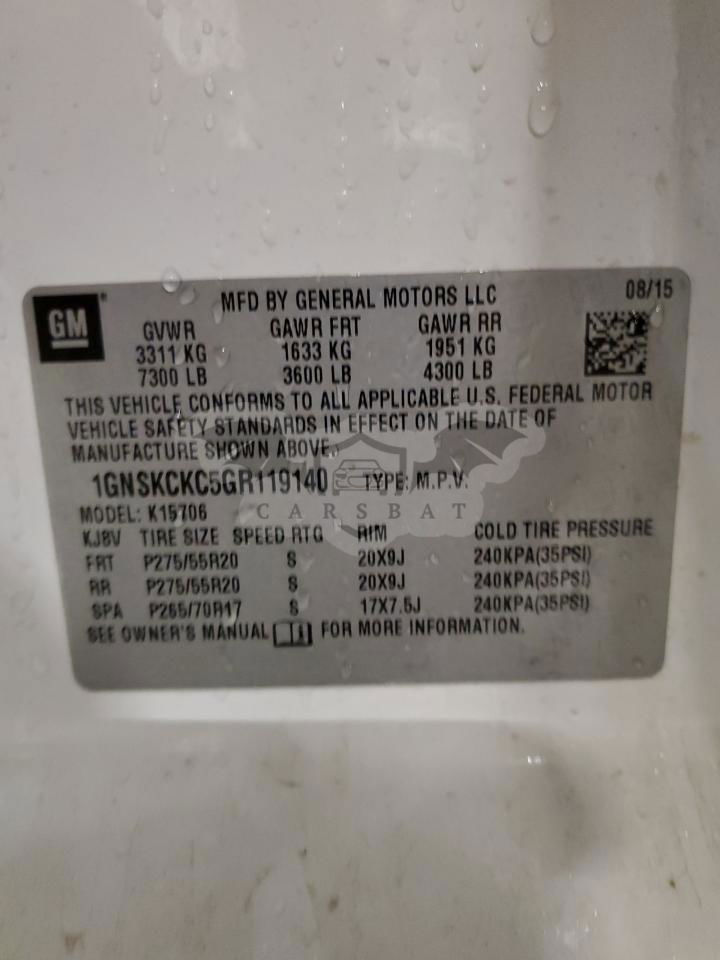 GM
MFD BY GENERAL MOTORS LLC 08/15
GVWR GAWR FRT GAWR RR
3311 KG 1633 KG 1951 KG
7300 LB 3600 LB 4300 LB
THIS VEHICLE CONFORMS TO ALL APPLICABLE U.S. FEDERAL MOTOR
VEHICLE SAFETY STANDARDS IN EFFECT ON THE DATE OF
MANUFACTURE SHOWN ABOVE.
1GNSKCKC5GR119140 TYPE: M.P.V.
CARSBAT
MODEL: K15706
KJ8V TIRE SIZE SPEED RTG RIM COLD TIRE PRESSURE
FRT P275/55R20 S 20X9J 240KPA(35PSI)
RR P275/55R20 S 20X9J 240KPA(35PSI)
SPA P265/70R17 S 17X7.5J 240KPA(35PSI)
SEE OWNER'S MANUAL FOR MORE INFORMATION.